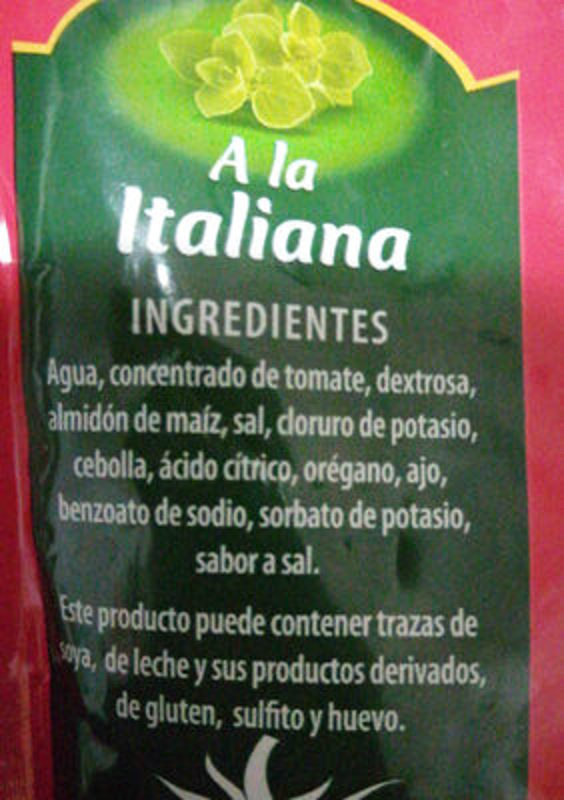 A la
Italiana
INGREDIENTES
Agua, concentrado de tomate, dextrosa,
almidón de maíz, sal, cloruro de potasio,
cebolla, ácido cítrico, orégano, ajo,
benzoato de sodio, sorbato de potasio,
sabor a sal.
Este producto puede contener trazas de
soya, de leche y sus productos derivados,
de gluten, sulfito y huevo.